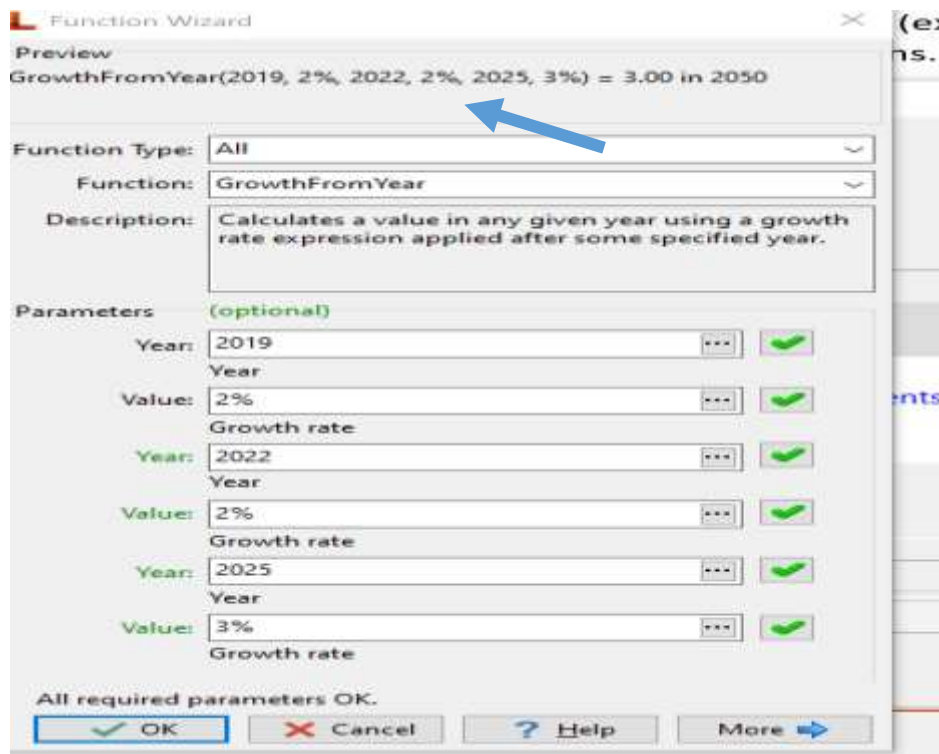 Function Wizard
(ex
Preview
ns.
GrowthFromYear(2019, 2%, 2022, 2%, 2025, 3%) = 3.00 in 2050
Function Type: All
Function: GrowthFromYear
Description: Calculates a value in any given year using a growth
rate expression applied after some specified year.
Parameters (optional)
Year: 2019 ...
Year
Value: 2% ...
ents
Growth rate
Year: 2022 ...
Year
Value: 2% ...
Growth rate
Year: 2025 ...
Year
Value: 3% ...
Growth rate
All required parameters OK.
OK Cancel ? Help More